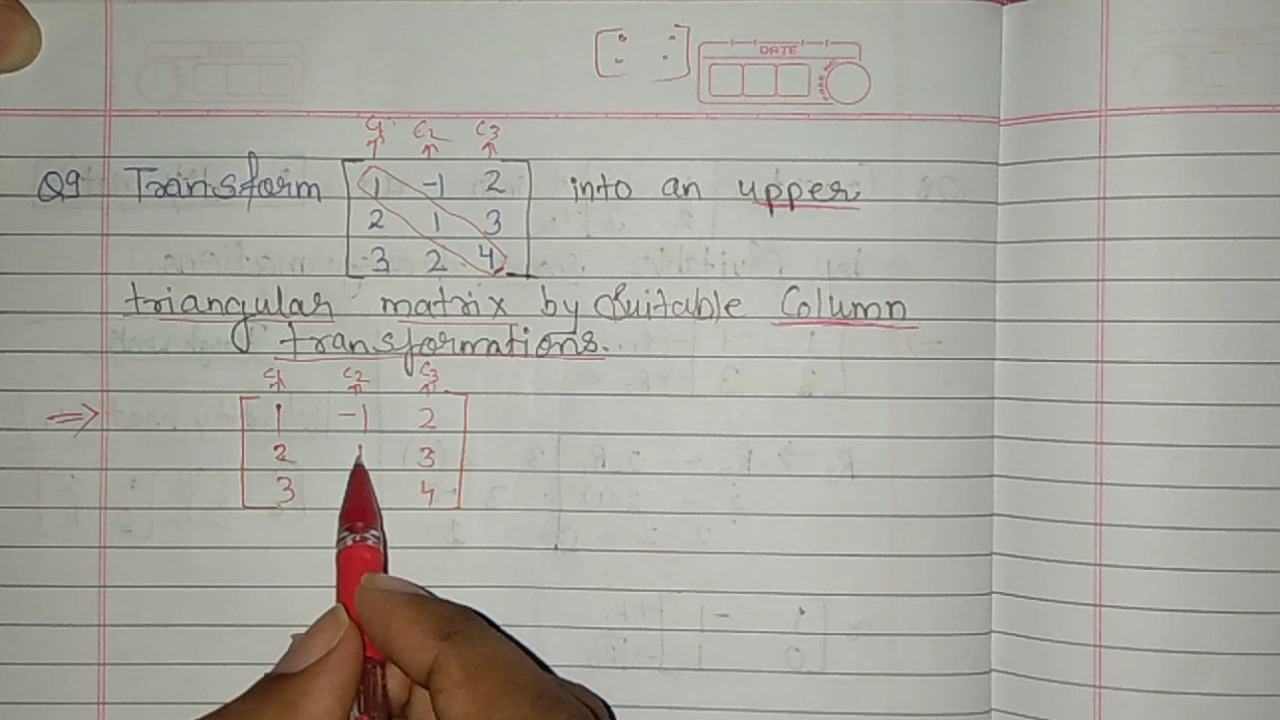 DATE
C1 C2 C3
Q9 Transform [1 -1 2 into an upper
2 1 3
3 2 4]
triangular matrix by suitable Column
transformations.
C1 C2 C3
⇒ [1 -1 2
2 1 3
3 4]